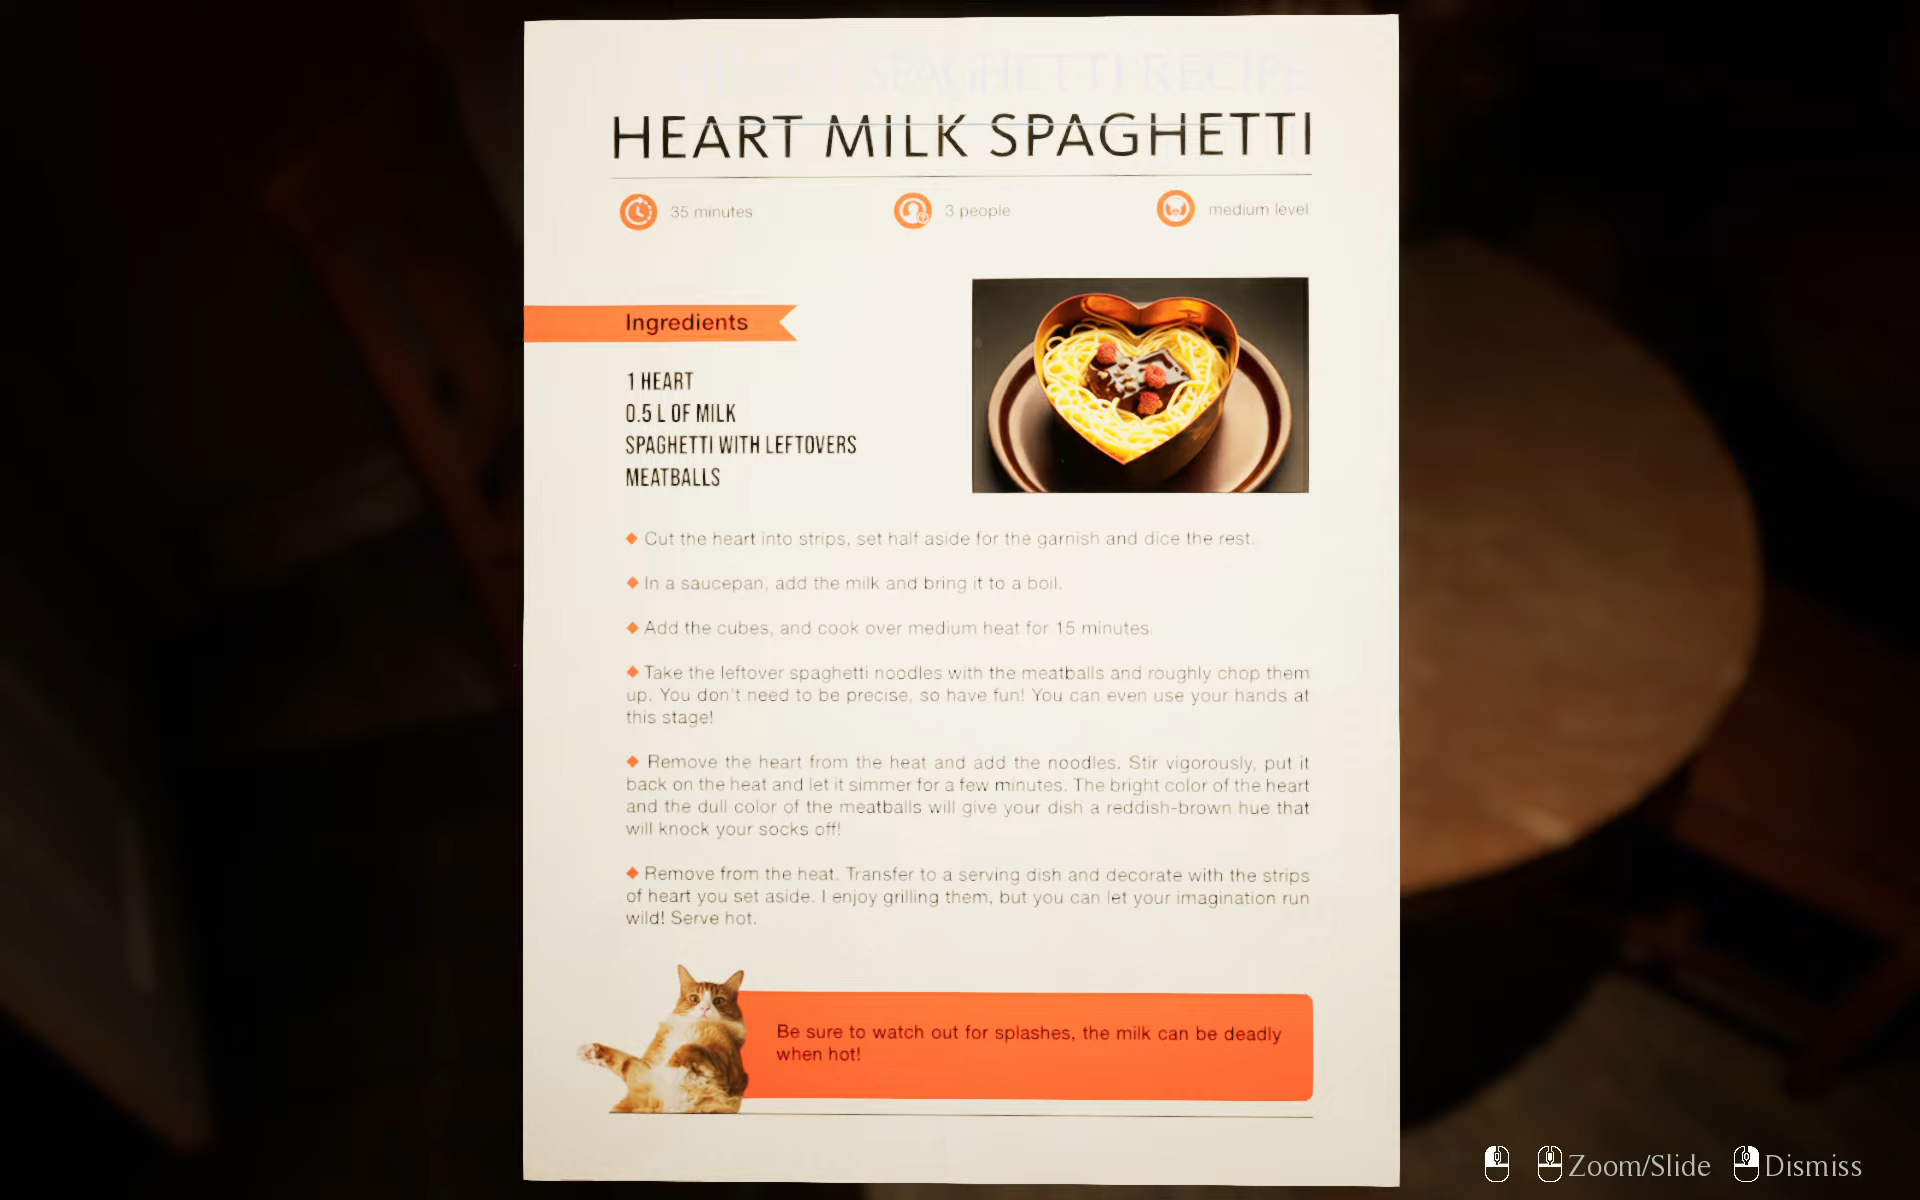 HEART SPAGHETTI RECIPE
HEART MILK SPAGHETTI
35 minutes
3 people
medium level
Ingredients
1 HEART
0.5 L OF MILK
SPAGHETTI WITH LEFTOVERS
MEATBALLS
Cut the heart into strips, set half aside for the garnish and dice the rest.
In a saucepan, add the milk and bring it to a boil.
Add the cubes, and cook over medium heat for 15 minutes.
Take the leftover spaghetti noodles with the meatballs and roughly chop them
up. You don't need to be precise, so have fun! You can even use your hands at
this stage!
Remove the heart from the heat and add the noodles. Stir vigorously, put it
back on the heat and let it simmer for a few minutes. The bright color of the heart
and the dull color of the meatballs will give your dish a reddish-brown hue that
will knock your socks off!
Remove from the heat. Transfer to a serving dish and decorate with the strips
of heart you set aside. I enjoy grilling them, but you can let your imagination run
wild! Serve hot.
Be sure to watch out for splashes, the milk can be deadly
when hot!
Zoom/Slide
Dismiss